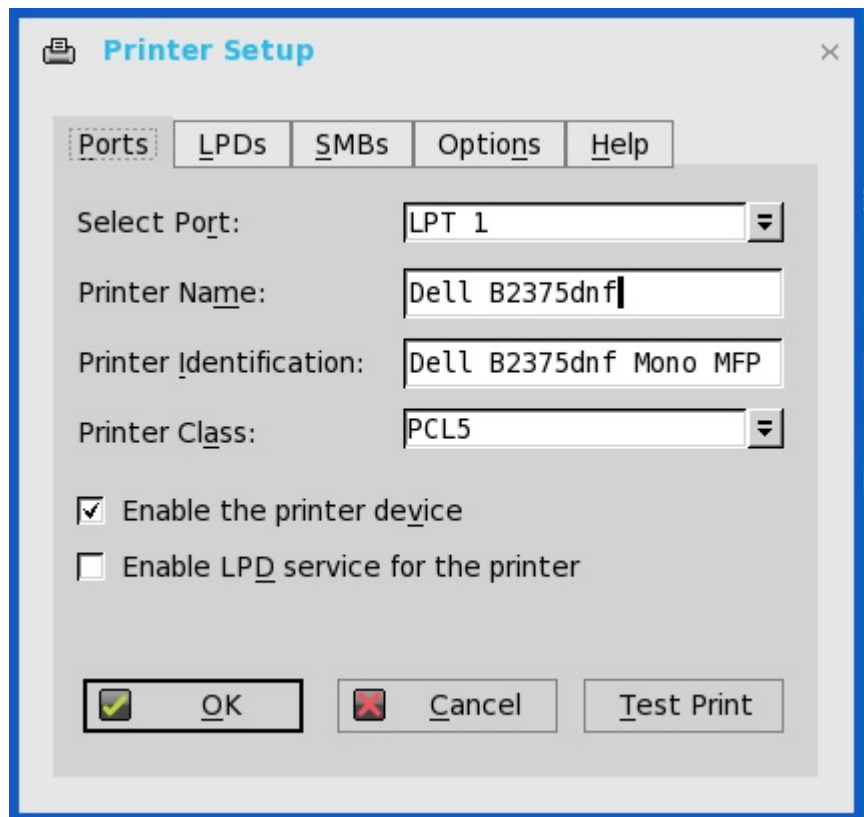 Printer Setup
Ports LPDs SMBs Options Help
Select Port: LPT 1
Printer Name: Dell B2375dnf
Printer Identification: Dell B2375dnf Mono MFP
Printer Class: PCL5
Enable the printer device
Enable LPD service for the printer
OK Cancel Test Print